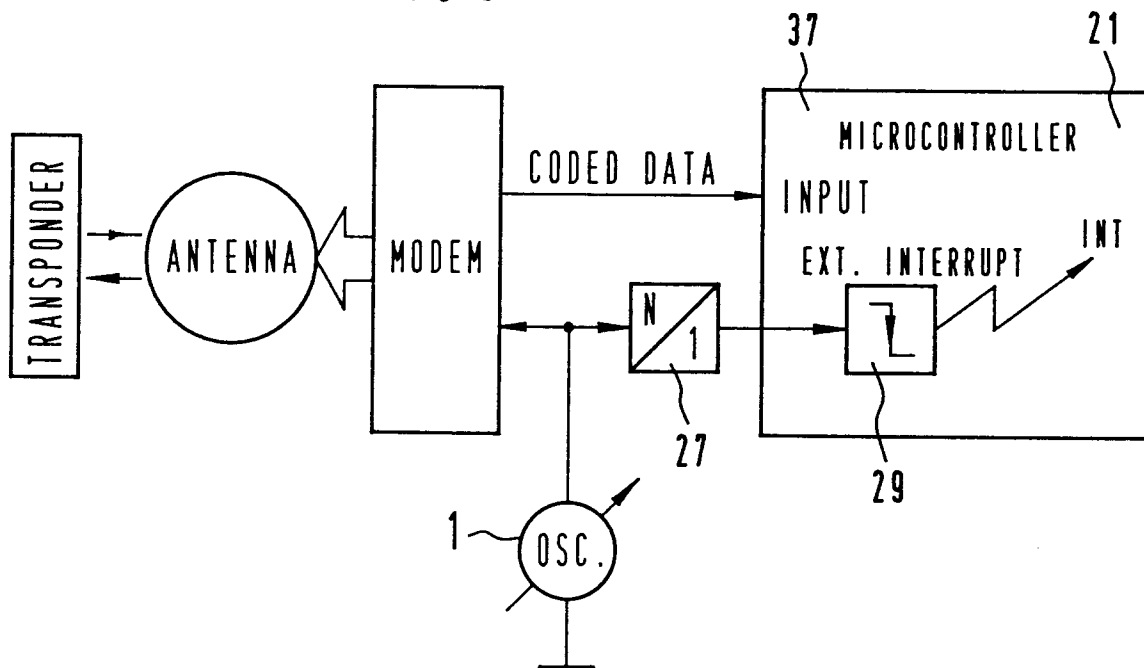 37
21
MICROCONTROLLER
TRANSPONDER
ANTENNA
MODEM
CODED DATA
INPUT
EXT. INTERRUPT
INT
N
1
27
29
1
OSC.